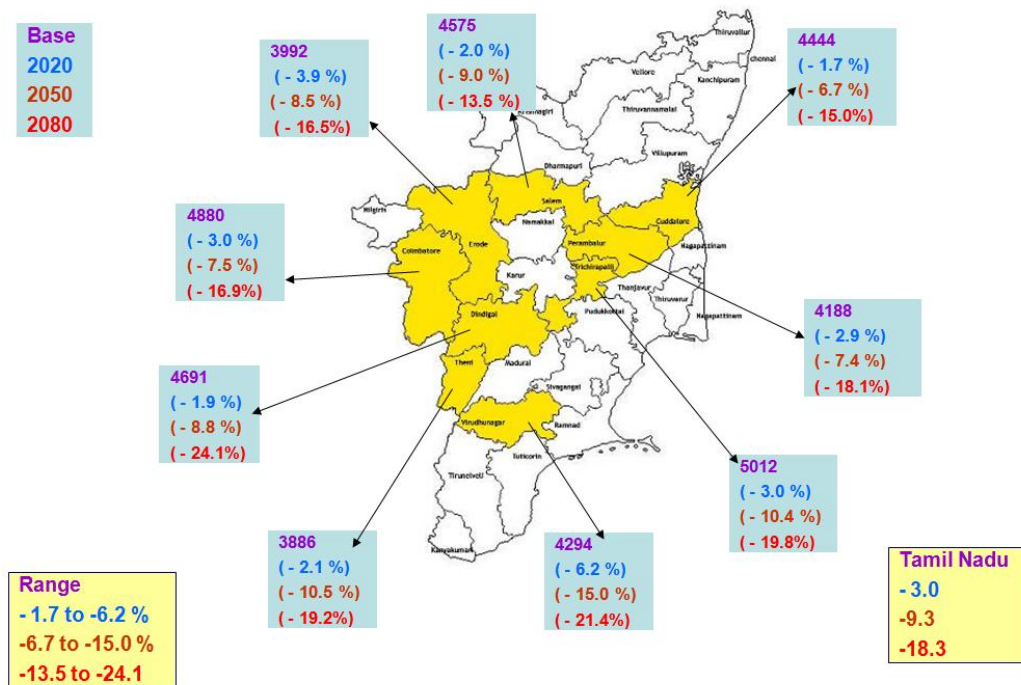 Base
2020
2050
2080
3992
( - 3.9 %)
( - 8.5 %)
( - 16.5%)
4575
( - 2.0 %)
( - 9.0 %)
( - 13.5 %)
4444
( - 1.7 %)
( - 6.7 %)
( - 15.0%)
4880
( - 3.0 %)
( - 7.5 %)
( - 16.9%)
4188
( - 2.9 %)
( - 7.4 %)
( - 18.1%)
4691
( - 1.9 %)
( - 8.8 %)
( - 24.1%)
5012
( - 3.0 %)
( - 10.4 %)
( - 19.8%)
3886
( - 2.1 %)
( - 10.5 %)
( - 19.2%)
4294
( - 6.2 %)
( - 15.0 %)
( - 21.4%)
Thiruvallur
Chennai
Vellore
Kanchipuram
Thiruvannamalai
Villupuram
Dharmapuri
Nilgiris
Salem
Namakkal
Cuddalore
Coimbatore
Erode
Perambalur
Nagapattinam
Karur
Trichirapalli
Thanjavur
Thiruvarur
Nagapattinam
Dindigal
Pudukkottai
Theni
Madurai
Sivagangai
Virudhunagar
Ramnad
Tuticorin
Tirunelveli
Kanyakumari
Range
- 1.7 to -6.2 %
-6.7 to -15.0 %
-13.5 to -24.1
Tamil Nadu
- 3.0
-9.3
-18.3